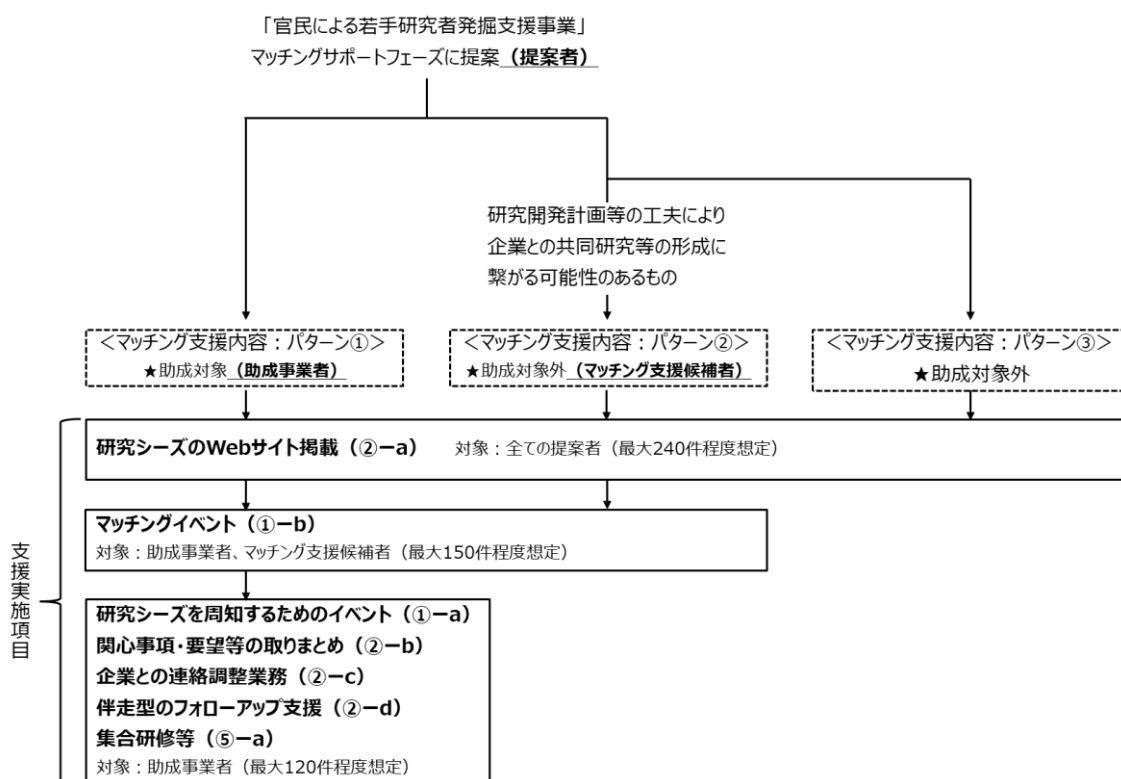 「官民による若手研究者発掘支援事業」
マッチングサポートフェーズに提案（提案者）
研究開発計画等の工夫により
企業との共同研究等の形成に
繋がる可能性のあるもの
＜マッチング支援内容：パターン①＞
★助成対象（助成事業者）
＜マッチング支援内容：パターン②＞
★助成対象外（マッチング支援候補者）
＜マッチング支援内容：パターン③＞
★助成対象外
支援実施項目
研究シーズのWebサイト掲載（②ーa） 対象：全ての提案者（最大240件程度想定）
マッチングイベント（①ーb）
対象：助成事業者、マッチング支援候補者（最大150件程度想定）
研究シーズを周知するためのイベント（①ーa）
関心事項・要望等の取りまとめ（②ーb）
企業との連絡調整業務（②ーc）
伴走型のフォローアップ支援（②ーd）
集合研修等（⑤ーa）
対象：助成事業者（最大120件程度想定）